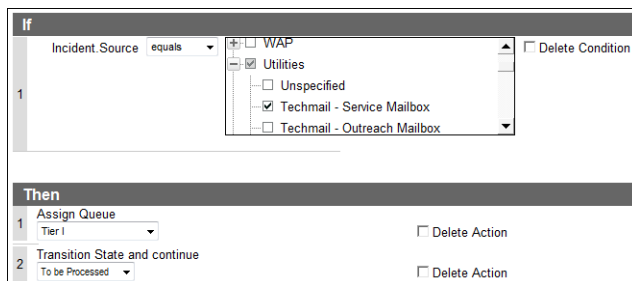 If
1
Incident.Source equals
WAP
Utilities
Unspecified
Techmail - Service Mailbox
Techmail - Outreach Mailbox
Delete Condition
Then
1
Assign Queue
Tier I
Delete Action
2
Transition State and continue
To be Processed
Delete Action